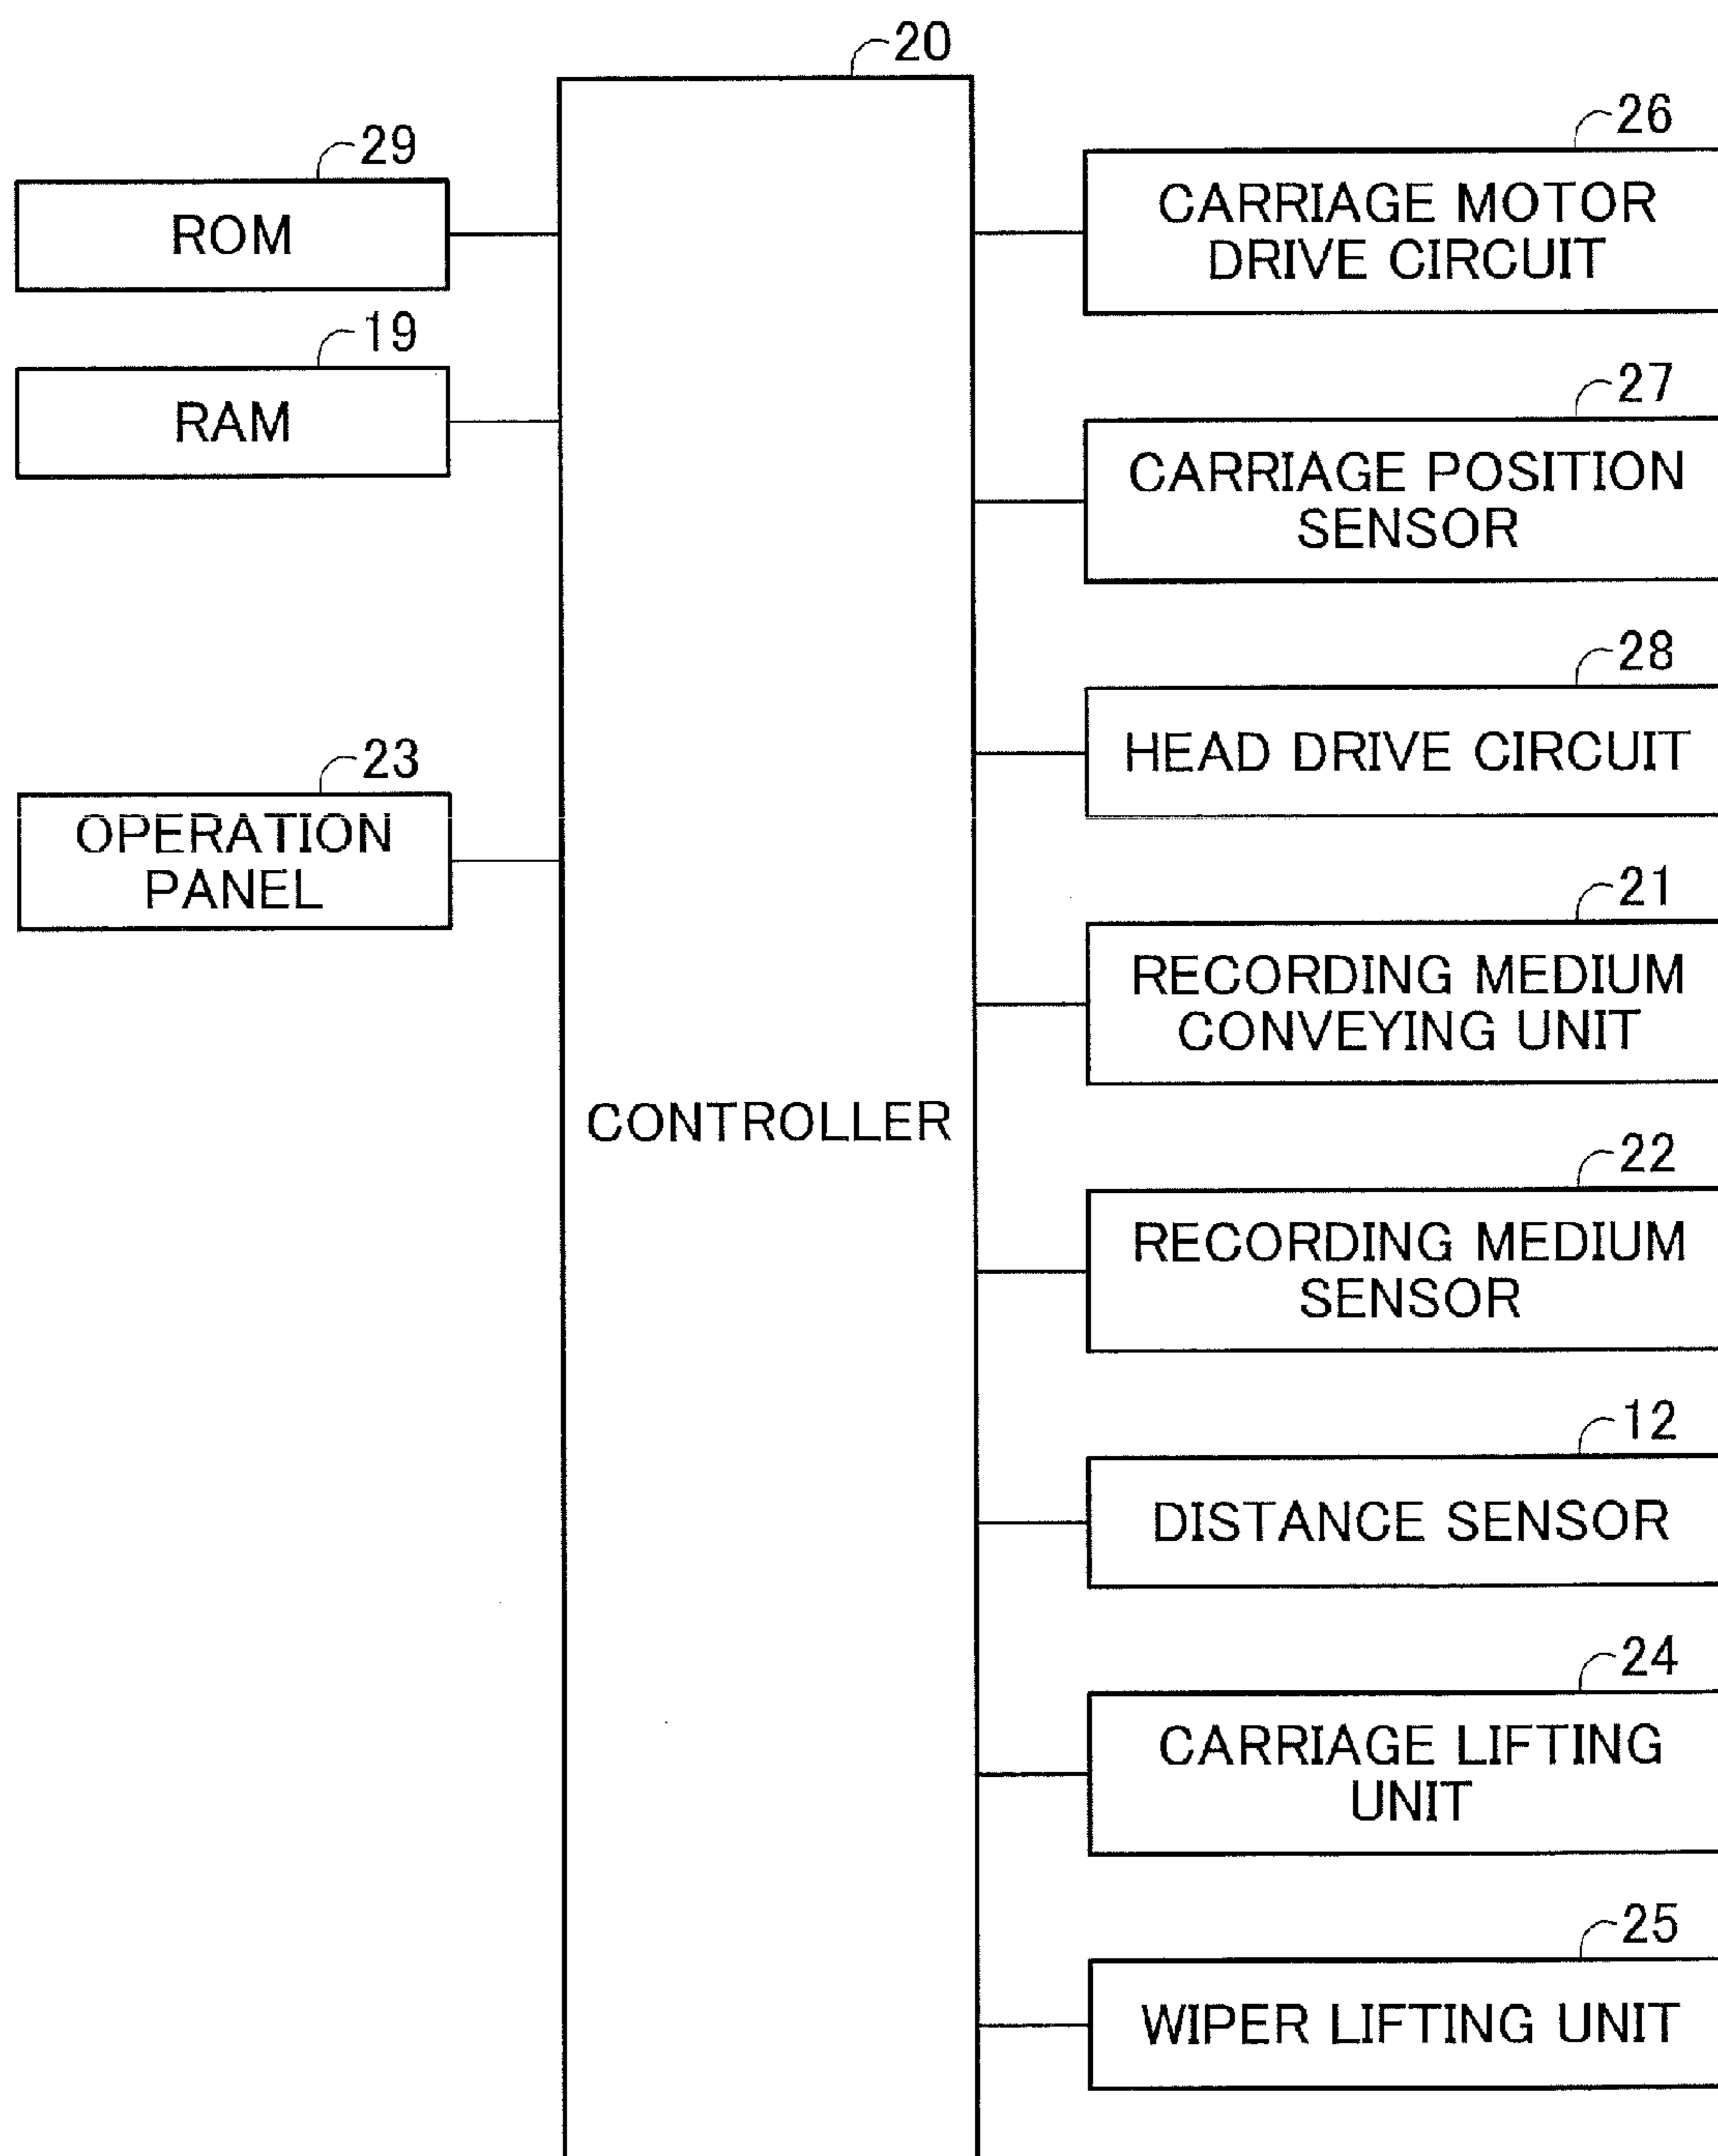 20
29
ROM
19
RAM
23
OPERATION
PANEL
CONTROLLER
26
CARRIAGE MOTOR
DRIVE CIRCUIT
27
CARRIAGE POSITION
SENSOR
28
HEAD DRIVE CIRCUIT
21
RECORDING MEDIUM
CONVEYING UNIT
22
RECORDING MEDIUM
SENSOR
12
DISTANCE SENSOR
24
CARRIAGE LIFTING
UNIT
25
WIPER LIFTING UNIT